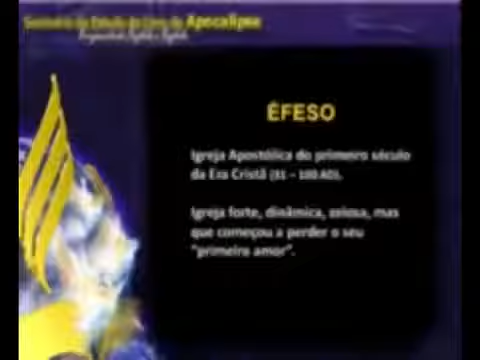 Seminário de Estudo do Livro de Apocalipse
ÉFESO
Igreja Apostólica do primeiro século
da Era Cristã (31 – 100 AD).
Igreja forte, dinâmica, zelosa, mas
que começou a perder o seu
"primeiro amor".